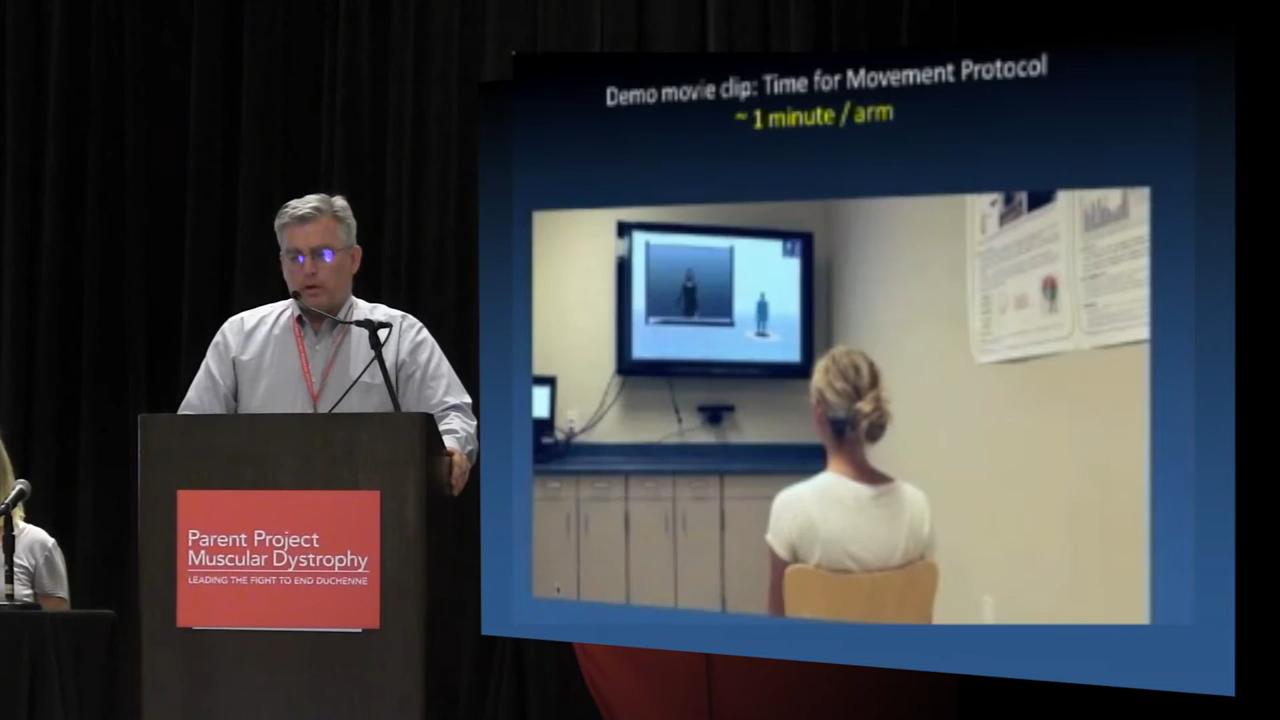 Demo movie clip: Time for Movement Protocol
~ 1 minute / arm
Parent Project
Muscular Dystrophy
LEADING THE FIGHT TO END DUCHENNE